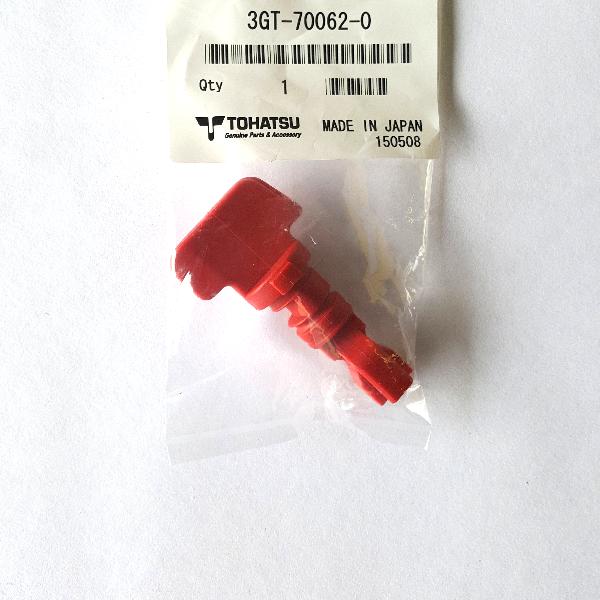 3GT-70062-0
Qty 1
TOHATSU MADE IN JAPAN
Genuine Parts & Accessory
150508